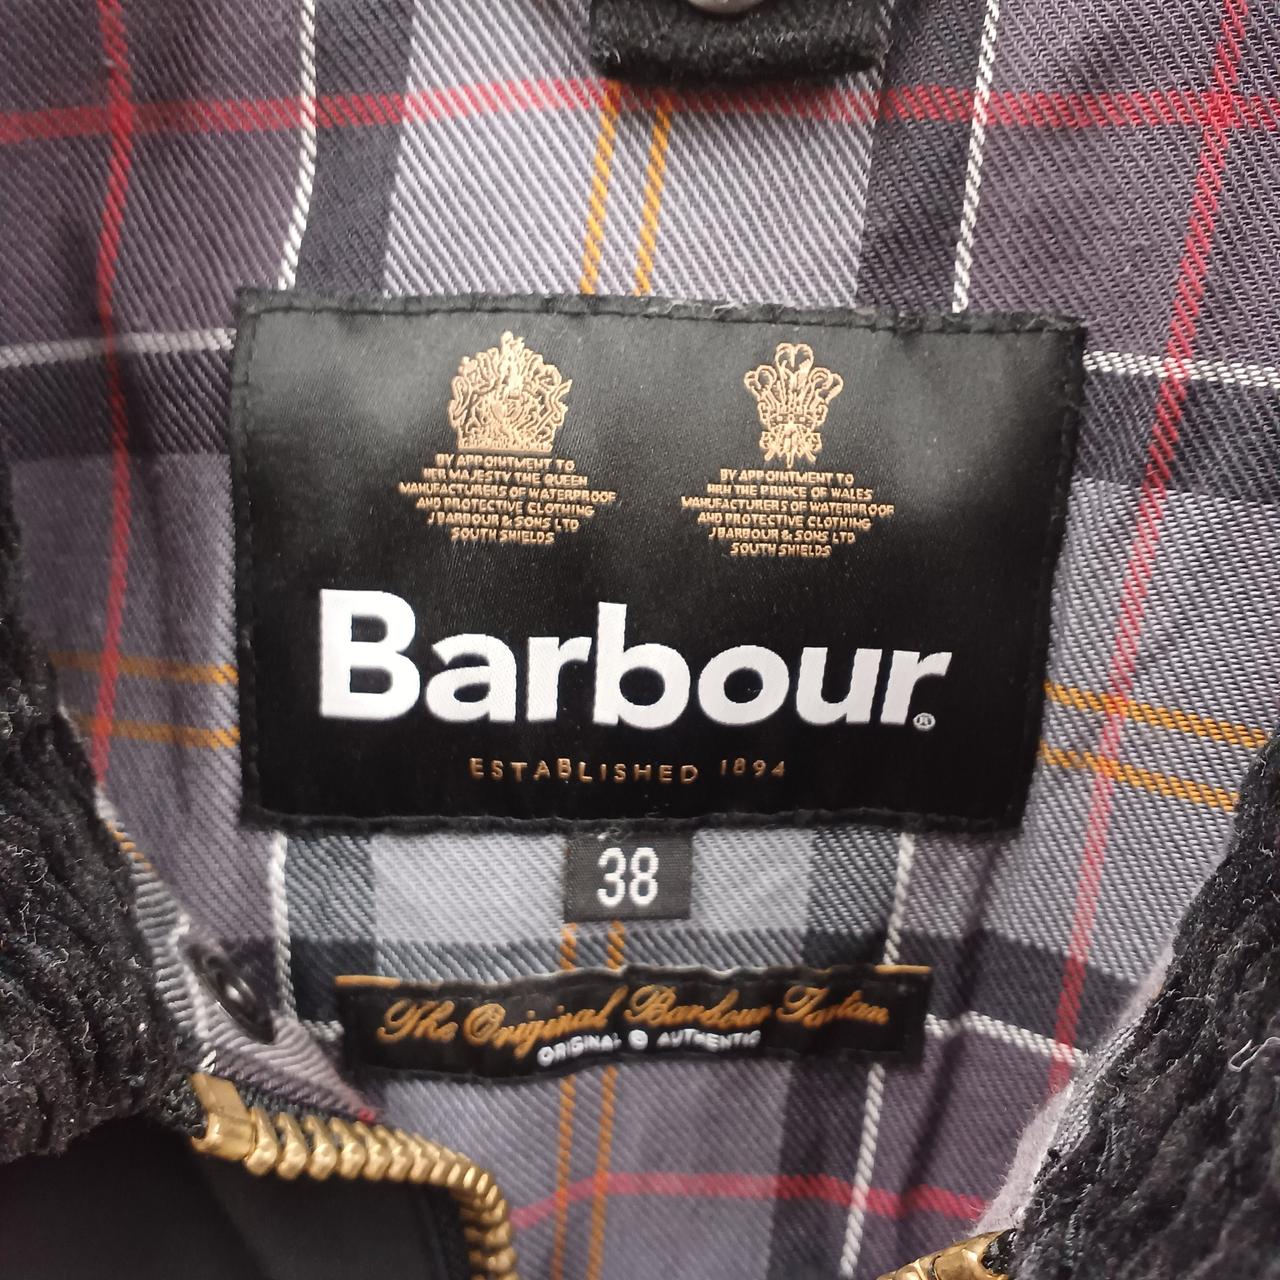 BY APPOINTMENT TO
HER MAJESTY THE QUEEN
MANUFACTURERS OF WATERPROOF
AND PROTECTIVE CLOTHING
J BARBOUR & SONS LTD
SOUTH SHIELDS
BY APPOINTMENT TO
HRH THE PRINCE OF WALES
MANUFACTURERS OF WATERPROOF
AND PROTECTIVE CLOTHING
J BARBOUR & SONS LTD
SOUTH SHIELDS
Barbour®
ESTABLISHED 1894
38
The Original Barbour Tartan
ORIGINAL & AUTHENTIC